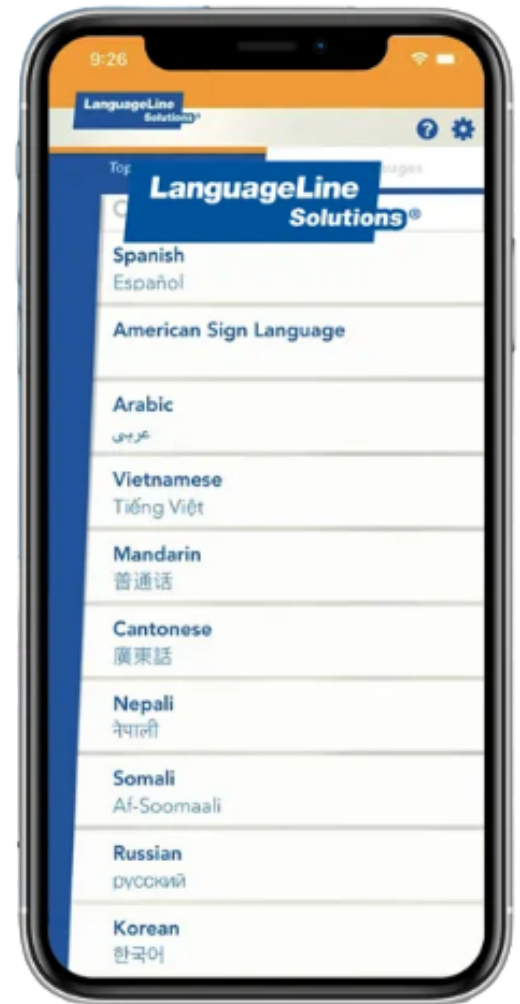 9:26
LanguageLine
Solutions®
Top
LanguageLine
Solutions®
Spanish
Español
American Sign Language
Arabic
عربي
Vietnamese
Tiếng Việt
Mandarin
普通话
Cantonese
廣東話
Nepali
नेपाली
Somali
Af-Soomaali
Russian
русский
Korean
한국어